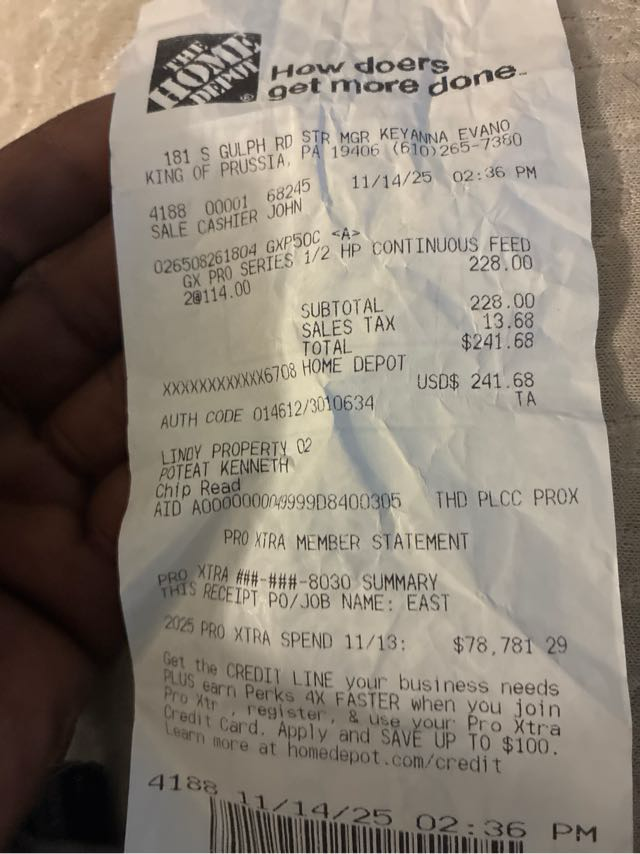 THE
HOME
DEPOT
How doers
get more done.
181 S GULPH RD STR MGR KEYANNA EVANO
KING OF PRUSSIA, PA 19406 (610)265-7380
4188 00001 68245 11/14/25 02:36 PM
SALE CASHIER JOHN
026508261804 GXP50C <A>
GX PRO SERIES 1/2 HP CONTINUOUS FEED
2@114.00 228.00
SUBTOTAL 228.00
SALES TAX 13.68
TOTAL $241.68
XXXXXXXXXXXX6708 HOME DEPOT
USD$ 241.68
AUTH CODE 014612/3010634 TA
LINDY PROPERTY 02
POTEAT KENNETH
Chip Read
AID A0000000049999D8400305 THD PLCC PROX
PRO XTRA MEMBER STATEMENT
PRO XTRA ###-###-8030 SUMMARY
THIS RECEIPT PO/JOB NAME: EAST
2025 PRO XTRA SPEND 11/13: $78,781 29
Get the CREDIT LINE your business needs
PLUS earn Perks 4X FASTER when you join
Pro Xtr , register, & use your Pro Xtra
Credit Card. Apply and SAVE UP TO $100.
Learn more at homedepot.com/credit
4188 11/14/25 02:36 PM